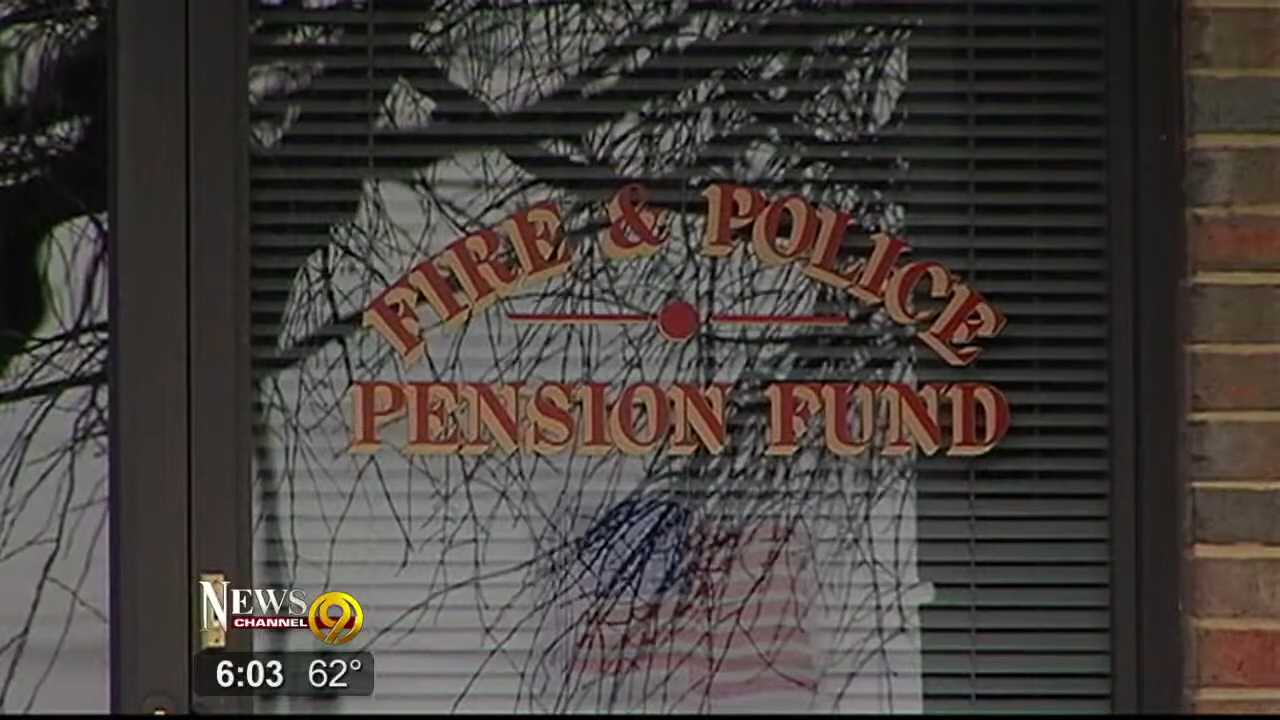 FIRE & POLICE
PENSION FUND
NEWS
CHANNEL 9
6:03 62°